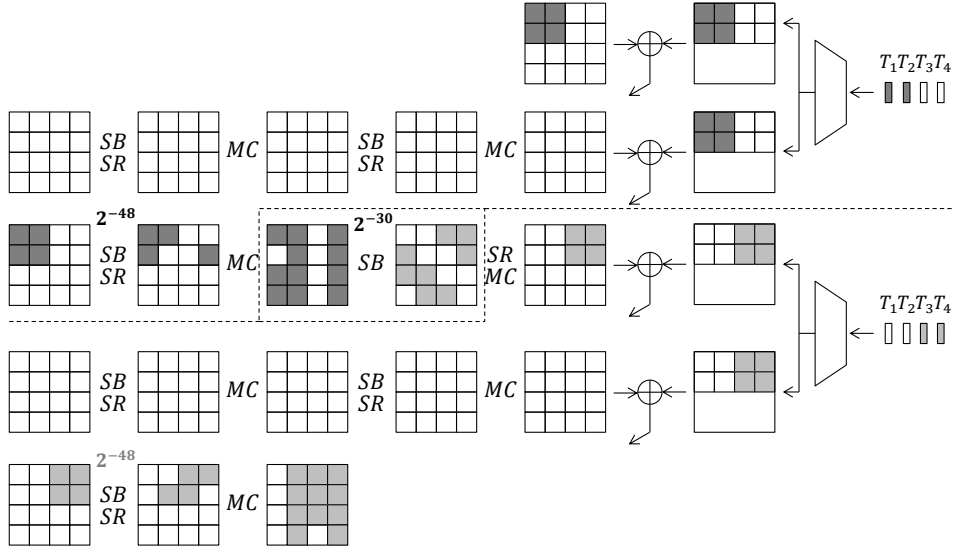 T₁T₂T₃T₄
SB MC SB MC
SR SR
2⁻⁴⁸ 2⁻³⁰
SB MC SB SR
SR MC
T₁T₂T₃T₄
SB MC SB MC
SR SR
2⁻⁴⁸
SB MC
SR